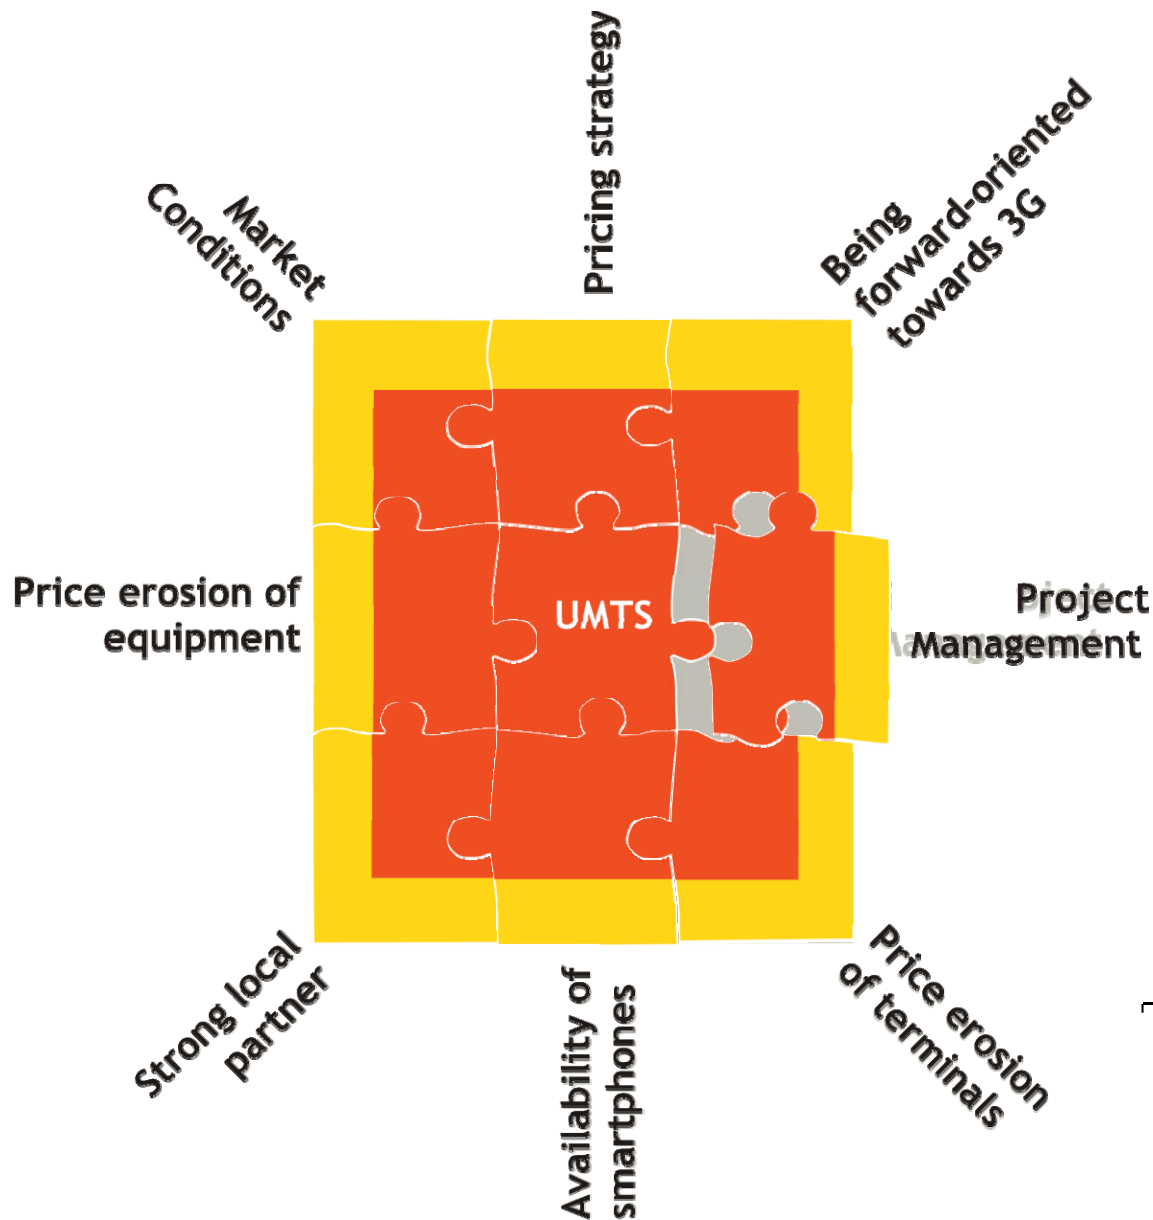 Pricing strategy
Market
Conditions
Being
forward-oriented
towards 3G
Price erosion of
equipment
UMTS
Project
Management
Strong local
partner
Availability of
smartphones
Price erosion
of terminals